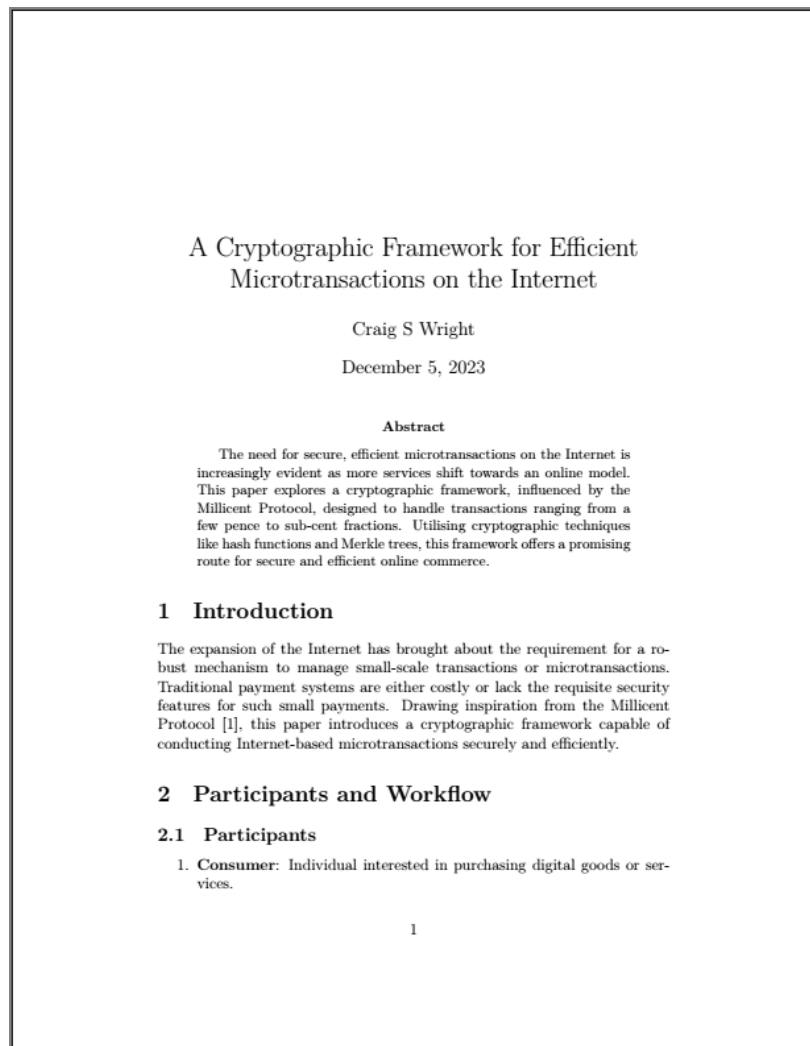 A Cryptographic Framework for Efficient
Microtransactions on the Internet
Craig S Wright
December 5, 2023
Abstract
The need for secure, efficient microtransactions on the Internet is
increasingly evident as more services shift towards an online model.
This paper explores a cryptographic framework, influenced by the
Millicent Protocol, designed to handle transactions ranging from a
few pence to sub-cent fractions. Utilising cryptographic techniques
like hash functions and Merkle trees, this framework offers a promising
route for secure and efficient online commerce.
1 Introduction
The expansion of the Internet has brought about the requirement for a ro-
bust mechanism to manage small-scale transactions or microtransactions.
Traditional payment systems are either costly or lack the requisite security
features for such small payments. Drawing inspiration from the Millicent
Protocol [1], this paper introduces a cryptographic framework capable of
conducting Internet-based microtransactions securely and efficiently.
2 Participants and Workflow
2.1 Participants
1. Consumer: Individual interested in purchasing digital goods or ser-
vices.
1